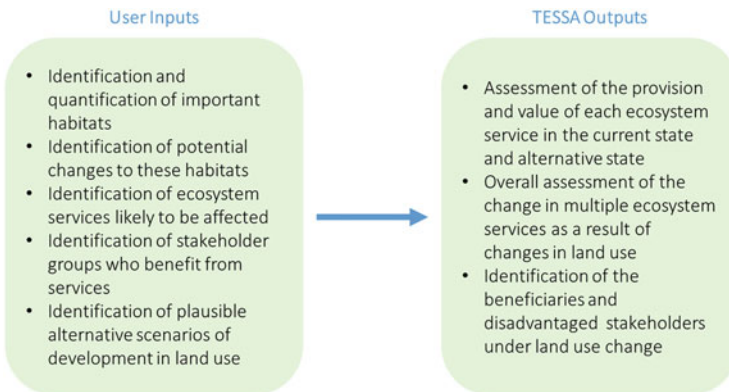 User Inputs
• Identification and
quantification of important
habitats
• Identification of potential
changes to these habitats
• Identification of ecosystem
services likely to be affected
• Identification of stakeholder
groups who benefit from
services
• Identification of plausible
alternative scenarios of
development in land use
TESSA Outputs
• Assessment of the provision
and value of each ecosystem
service in the current state
and alternative state
• Overall assessment of the
change in multiple ecosystem
services as a result of
changes in land use
• Identification of the
beneficiaries and
disadvantaged stakeholders
under land use change